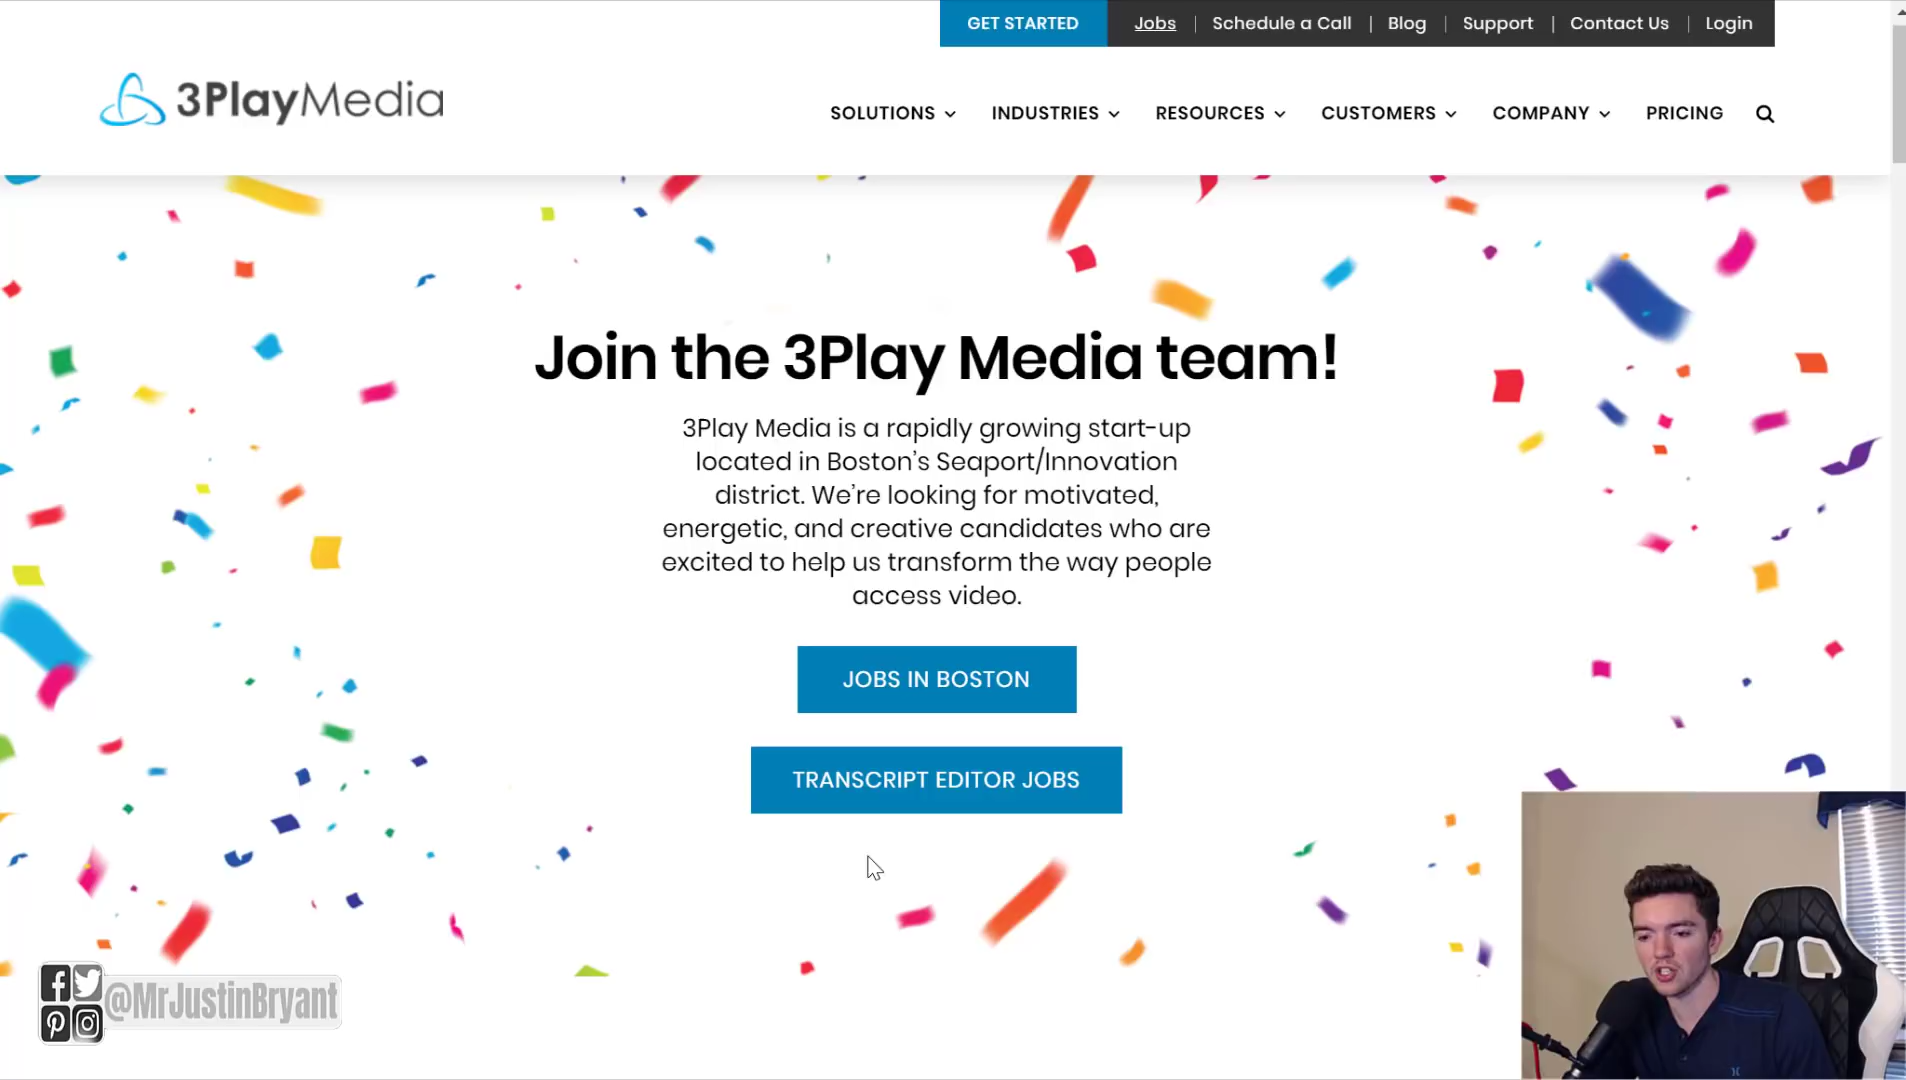 GET STARTED
Jobs | Schedule a Call | Blog | Support | Contact Us | Login
3PlayMedia
SOLUTIONS INDUSTRIES RESOURCES CUSTOMERS COMPANY PRICING
Join the 3Play Media team!
3Play Media is a rapidly growing start-up
located in Boston's Seaport/Innovation
district. We're looking for motivated,
energetic, and creative candidates who are
excited to help us transform the way people
access video.
JOBS IN BOSTON
TRANSCRIPT EDITOR JOBS
@MrJustinBryant